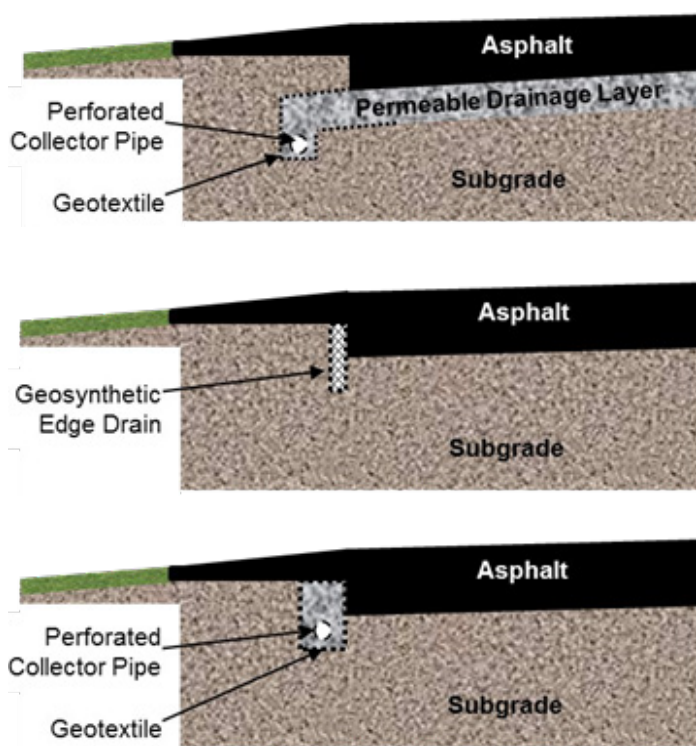 Asphalt
Permeable Drainage Layer
Perforated
Collector Pipe
Geotextile
Subgrade
Asphalt
Geosynthetic
Edge Drain
Subgrade
Asphalt
Perforated
Collector Pipe
Geotextile
Subgrade